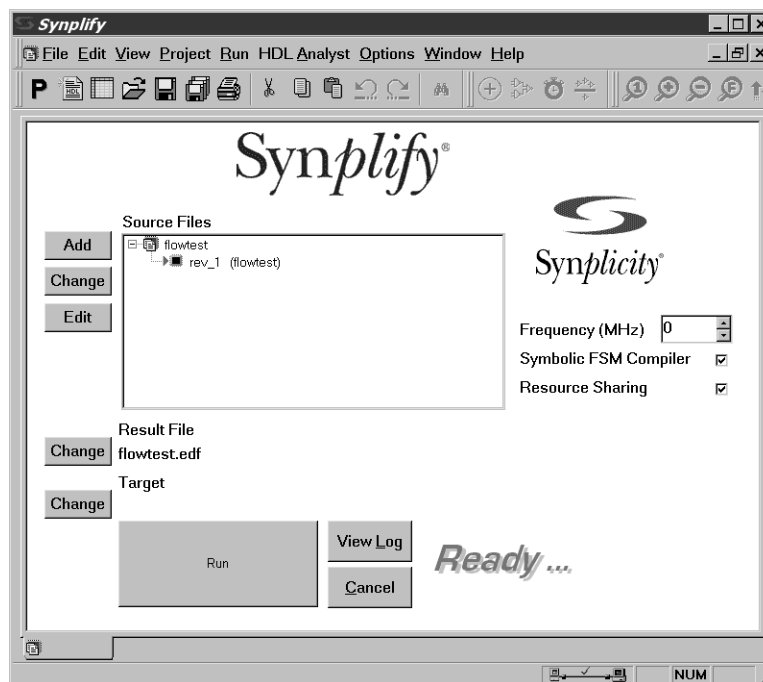 Synplify
File Edit View Project Run HDL Analyst Options Window Help
P HDL 1 F
Synplify®
Source Files
Add
flowtest
rev_1 (flowtest)
Change
Edit
Synplicity®
Frequency (MHz) 0
Symbolic FSM Compiler
Resource Sharing
Result File
Change
flowtest.edf
Target
Change
Run
View Log
Cancel
Ready ...
NUM